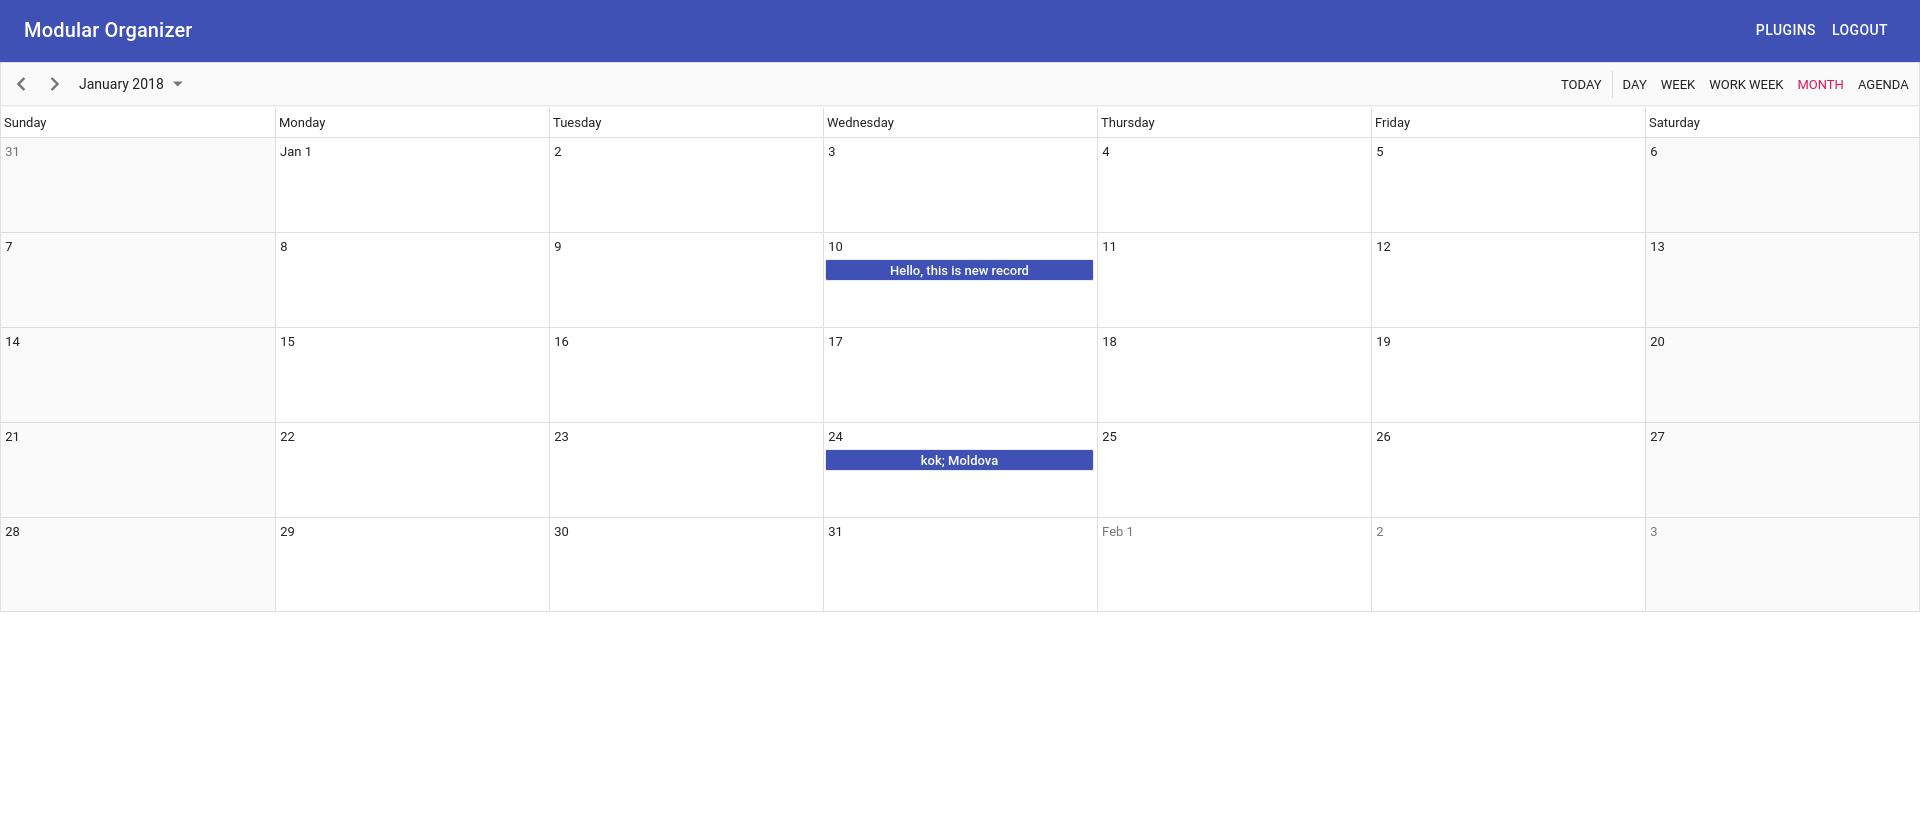 Modular Organizer PLUGINS LOGOUT
January 2018 TODAY DAY WEEK WORK WEEK MONTH AGENDA
Sunday Monday Tuesday Wednesday Thursday Friday Saturday
31 Jan 1 2 3 4 5 6
7 8 9 10 11 12 13
Hello, this is new record
14 15 16 17 18 19 20
21 22 23 24 25 26 27
kok; Moldova
28 29 30 31 Feb 1 2 3